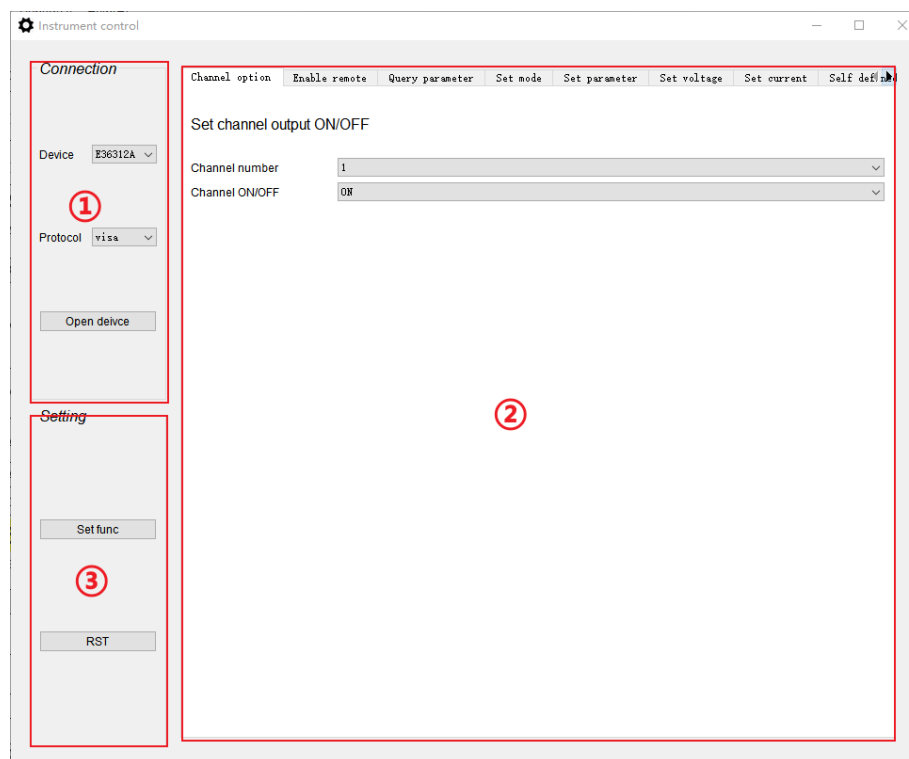 Instrument control
Connection
Device E36312A
①
Protocol visa
Open deivce
Setting
Set func
③
RST
Channel option Enable remote Query parameter Set mode Set parameter Set voltage Set current Self defined
Set channel output ON/OFF
Channel number 1
Channel ON/OFF ON
②